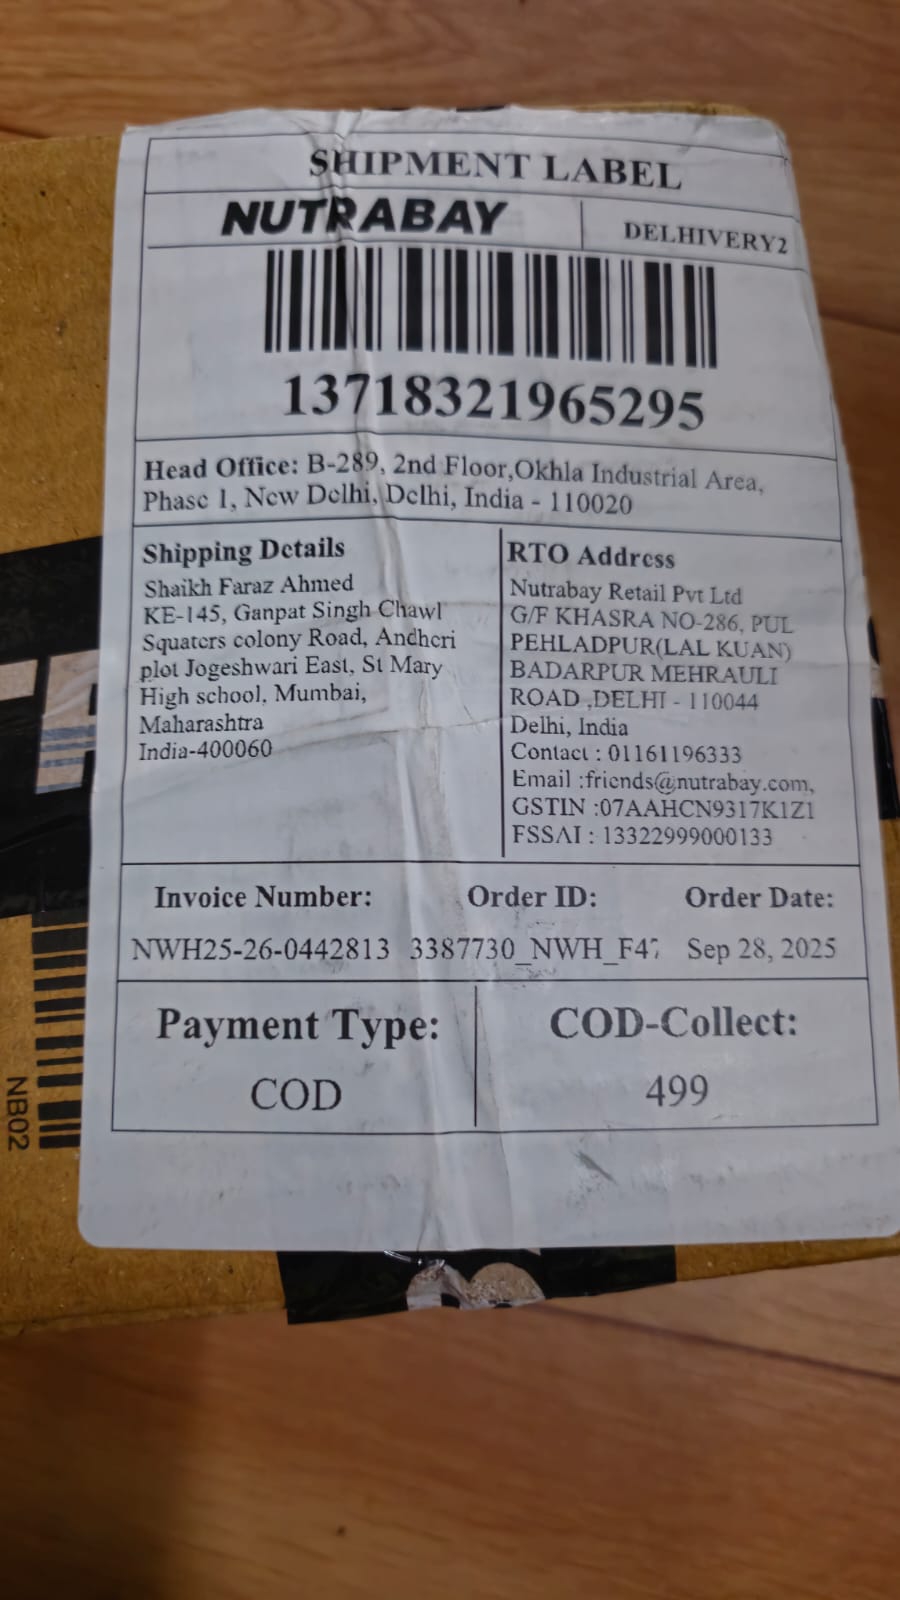 SHIPMENT LABEL
NUTRABAY
DELHIVERY2
13718321965295
Head Office: B-289, 2nd Floor,Okhla Industrial Area,
Phase 1, New Delhi, Delhi, India - 110020
Shipping Details
Shaikh Faraz Ahmed
KE-145, Ganpat Singh Chawl
Squaters colony Road, Andheri
plot Jogeshwari East, St Mary
High school, Mumbai,
Maharashtra
India-400060
RTO Address
Nutrabay Retail Pvt Ltd
G/F KHASRA NO-286, PUL
PEHLADPUR(LAL KUAN)
BADARPUR MEHRAULI
ROAD ,DELHI - 110044
Delhi, India
Contact : 01161196333
Email :friends@nutrabay.com,
GSTIN :07AAHCN9317K1Z1
FSSAI : 13322999000133
Invoice Number: Order ID: Order Date:
NWH25-26-0442813 3387730_NWH_F47 Sep 28, 2025
Payment Type: COD-Collect:
COD 499
NB02